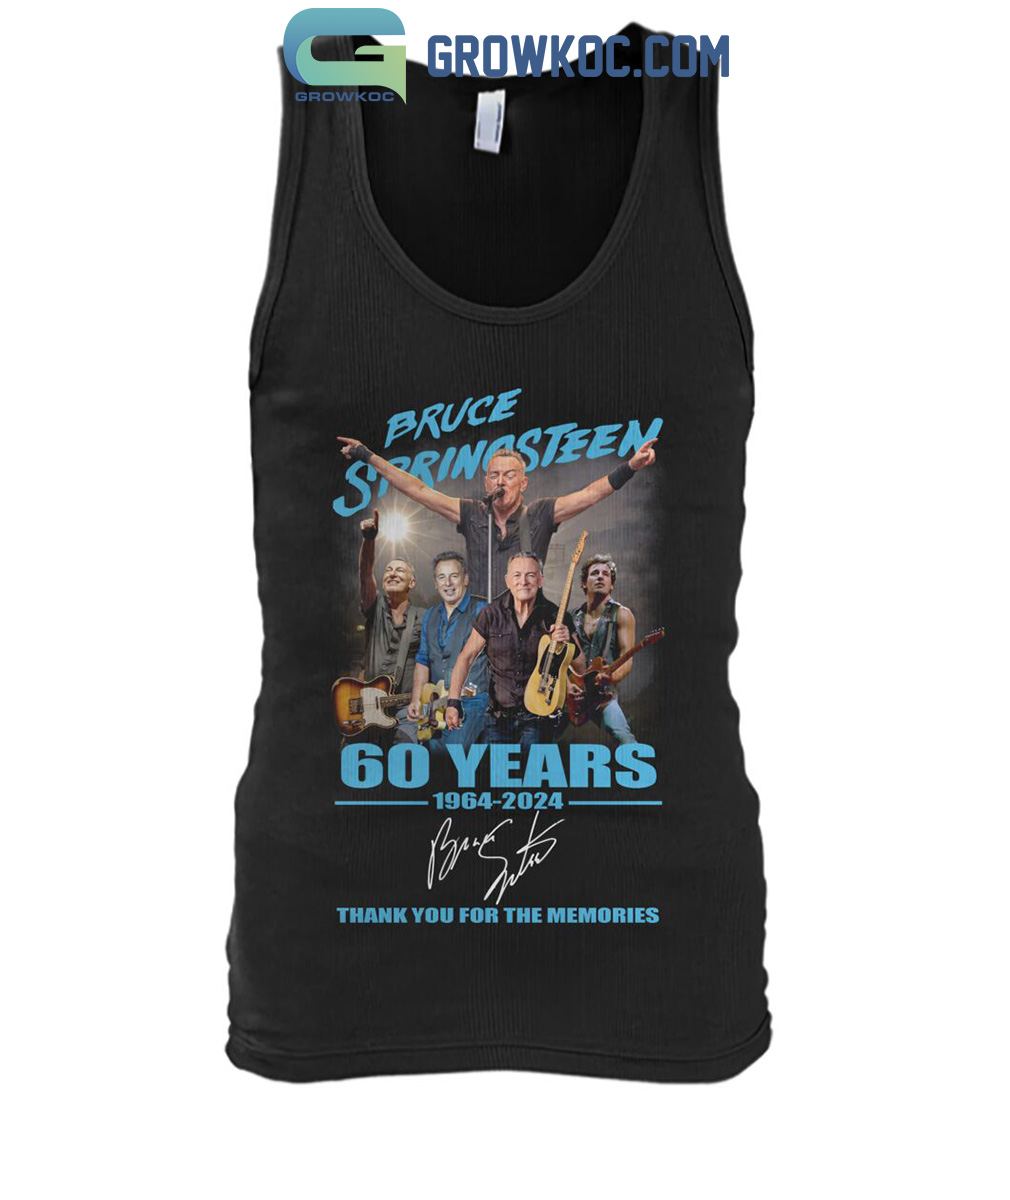 GROWKOC.COM
GROWKOC
BRUCE
SPRINGSTEEN
60 YEARS
1964-2024
THANK YOU FOR THE MEMORIES